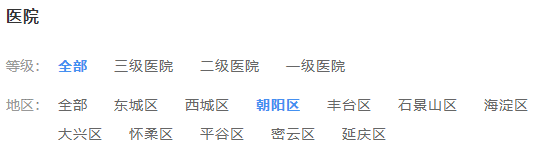 医院
等级： 全部 三级医院 二级医院 一级医院
地区： 全部 东城区 西城区 朝阳区 丰台区 石景山区 海淀区
大兴区 怀柔区 平谷区 密云区 延庆区